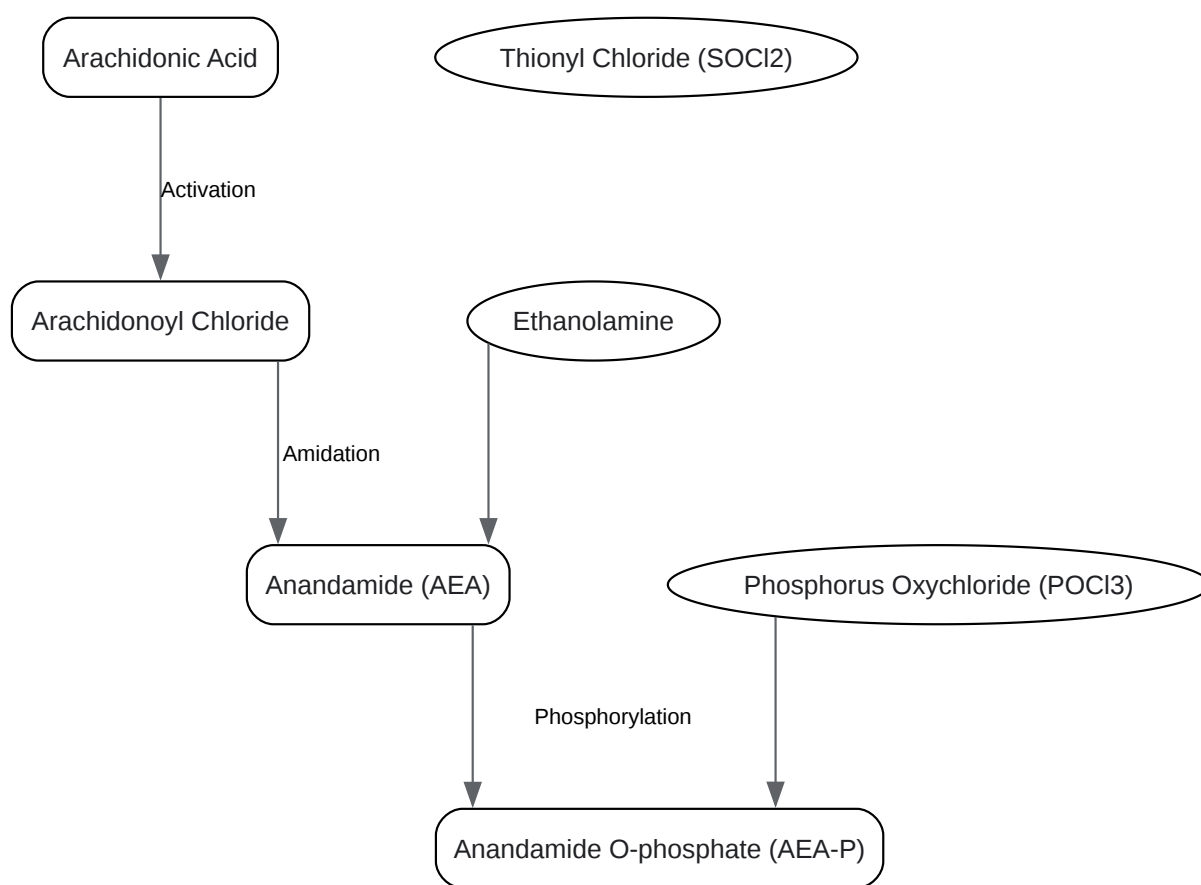 Arachidonic Acid
Thionyl Chloride (SOCl2)
Activation
Arachidonoyl Chloride
Ethanolamine
Amidation
Anandamide (AEA)
Phosphorus Oxychloride (POCl3)
Phosphorylation
Anandamide O-phosphate (AEA-P)